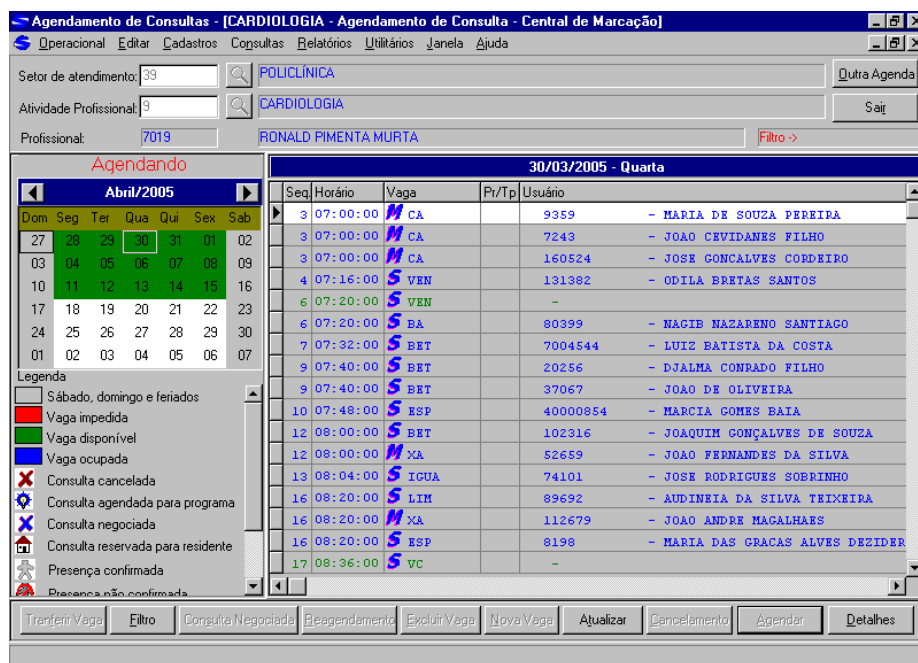 Agendamento de Consultas - [CARDIOLOGIA - Agendamento de Consulta - Central de Marcação]
Operacional Editar Cadastros Consultas Relatórios Utilitários Janela Ajuda
Setor de atendimento: 39 POLICLÍNICA Outra Agenda
Atividade Profissional: 9 CARDIOLOGIA Sair
Profissional: 7019 RONALD PIMENTA MURTA Filtro ->
Agendando
Abril/2005
Dom Seg Ter Qua Qui Sex Sab
27 28 29 30 31 01 02
03 04 05 06 07 08 09
10 11 12 13 14 15 16
17 18 19 20 21 22 23
24 25 26 27 28 29 30
01 02 03 04 05 06 07
Legenda
Sábado, domingo e feriados
Vaga impedida
Vaga disponível
Vaga ocupada
Consulta cancelada
Consulta agendada para programa
Consulta negociada
Consulta reservada para residente
Presença confirmada
Presença não confirmada
30/03/2005 - Quarta
Seq Horário Vaga Pr/Tp Usuário
3 07:00:00 M CA 9359 - MARIA DE SOUZA PEREIRA
3 07:00:00 M CA 7243 - JOAO CEVIDANES FILHO
3 07:00:00 M CA 160524 - JOSE GONCALVES CORDEIRO
4 07:16:00 S VEN 131382 - ODILA BRETAS SANTOS
6 07:20:00 S VEN -
6 07:20:00 S BA 80399 - NAGIB NAZARENO SANTIAGO
7 07:32:00 S BET 7004544 - LUIZ BATISTA DA COSTA
9 07:40:00 S BET 20256 - DJALMA CONRADO FILHO
9 07:40:00 S BET 37067 - JOAO DE OLIVEIRA
10 07:48:00 S ESP 40000854 - MARCIA GOMES BAIA
12 08:00:00 S BET 102316 - JOAQUIM GONÇALVES DE SOUZA
12 08:00:00 M XA 52659 - JOAO FERNANDES DA SILVA
13 08:04:00 S IGUA 74101 - JOSE RODRIGUES SOBRINHO
16 08:20:00 S LIM 89692 - AUDINEIA DA SILVA TEIXEIRA
16 08:20:00 M XA 112679 - JOAO ANDRE MAGALHAES
16 08:20:00 S ESP 8198 - MARIA DAS GRACAS ALVES DEZIDER
17 08:36:00 S VC -
Tranferir Vaga Filtro Consulta Negociada Reagendamento Excluir Vaga Nova Vaga Atualizar Cancelamento Agendar Detalhes